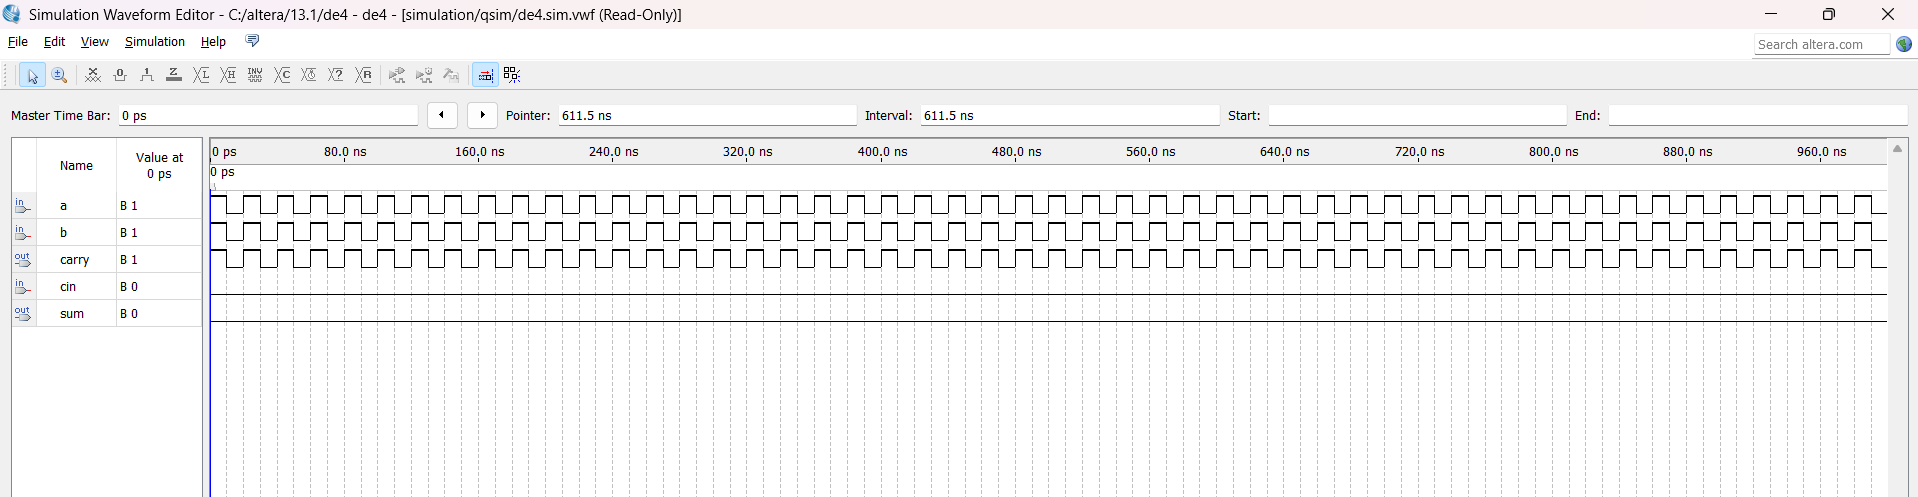 Simulation Waveform Editor - C:/altera/13.1/de4 - de4 - [simulation/qsim/de4.sim.vwf (Read-Only)]
File Edit View Simulation Help
Search altera.com
Master Time Bar: 0 ps Pointer: 611.5 ns Interval: 611.5 ns Start: End:
Name Value at 0 ps
0 ps 80.0 ns 160.0 ns 240.0 ns 320.0 ns 400.0 ns 480.0 ns 560.0 ns 640.0 ns 720.0 ns 800.0 ns 880.0 ns 960.0 ns
0 ps
in a B 1
in b B 1
out carry B 1
in cin B 0
out sum B 0